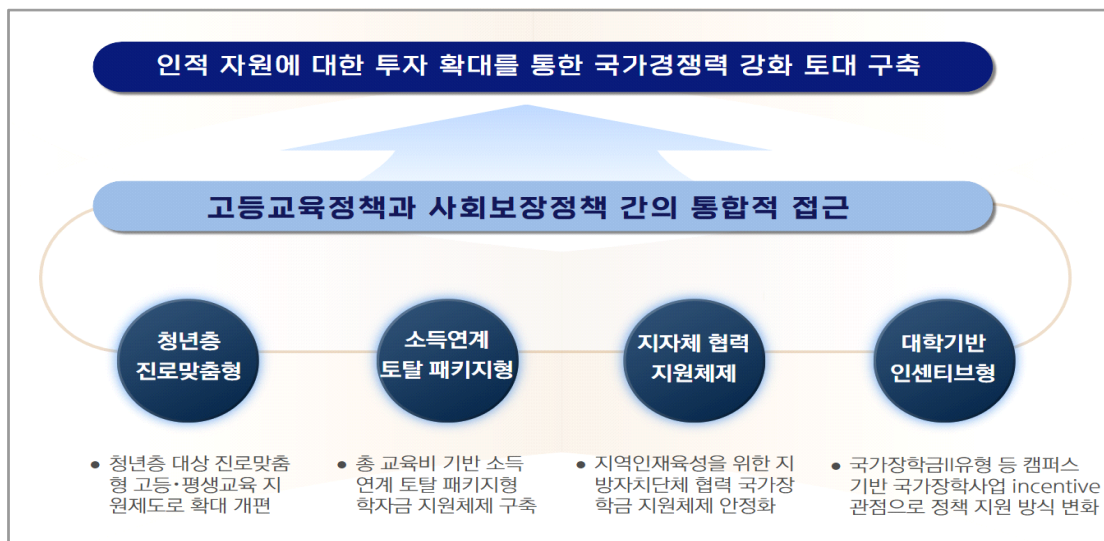 인적 자원에 대한 투자 확대를 통한 국가경쟁력 강화 토대 구축
고등교육정책과 사회보장정책 간의 통합적 접근
청년층
진로맞춤형
소득연계
토탈 패키지형
지자체 협력
지원체제
대학기반
인센티브형
• 청년층 대상 진로맞춤
형 고등·평생교육 지
원제도로 확대 개편
• 총 교육비 기반 소득
연계 토탈 패키지형
학자금 지원체제 구축
• 지역인재육성을 위한 지
방자치단체 협력 국가장
학금 지원체제 안정화
• 국가장학금II유형 등 캠퍼스
기반 국가장학사업 incentive
관점으로 정책 지원 방식 변화